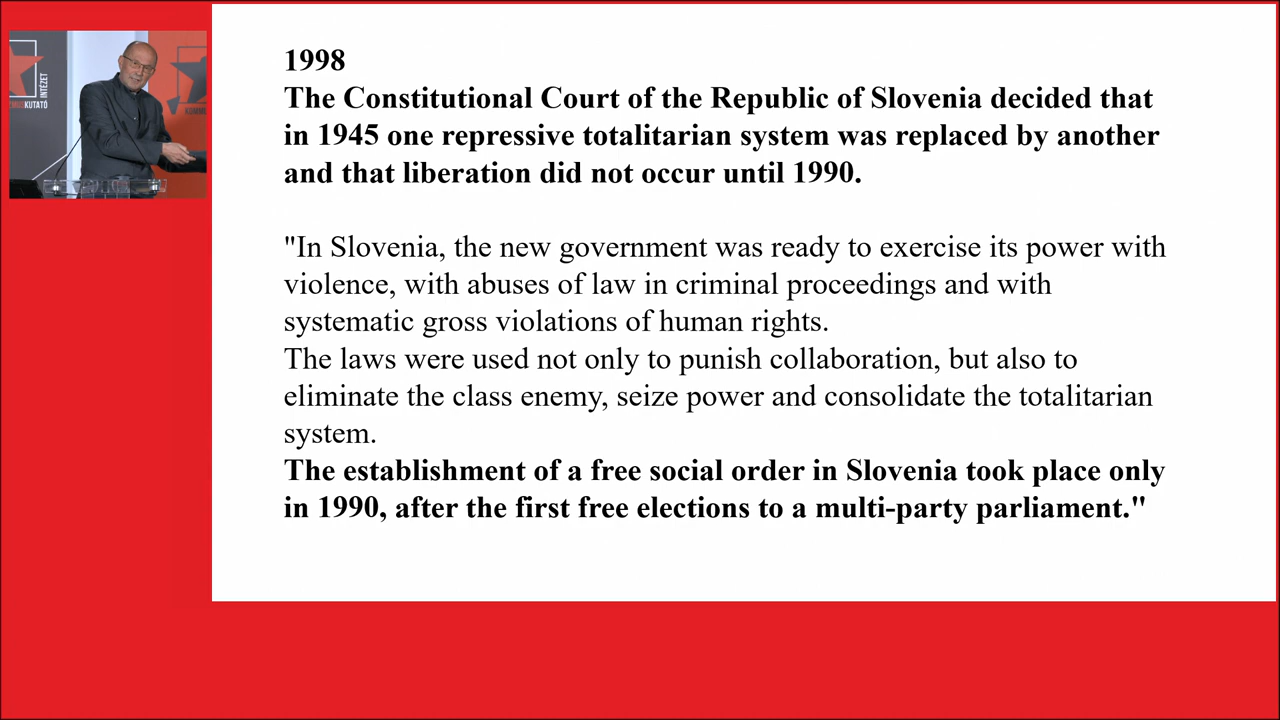 1998
The Constitutional Court of the Republic of Slovenia decided that
in 1945 one repressive totalitarian system was replaced by another
and that liberation did not occur until 1990.
"In Slovenia, the new government was ready to exercise its power with
violence, with abuses of law in criminal proceedings and with
systematic gross violations of human rights.
The laws were used not only to punish collaboration, but also to
eliminate the class enemy, seize power and consolidate the totalitarian
system.
The establishment of a free social order in Slovenia took place only
in 1990, after the first free elections to a multi-party parliament."
KUTATÓ
INTÉZET